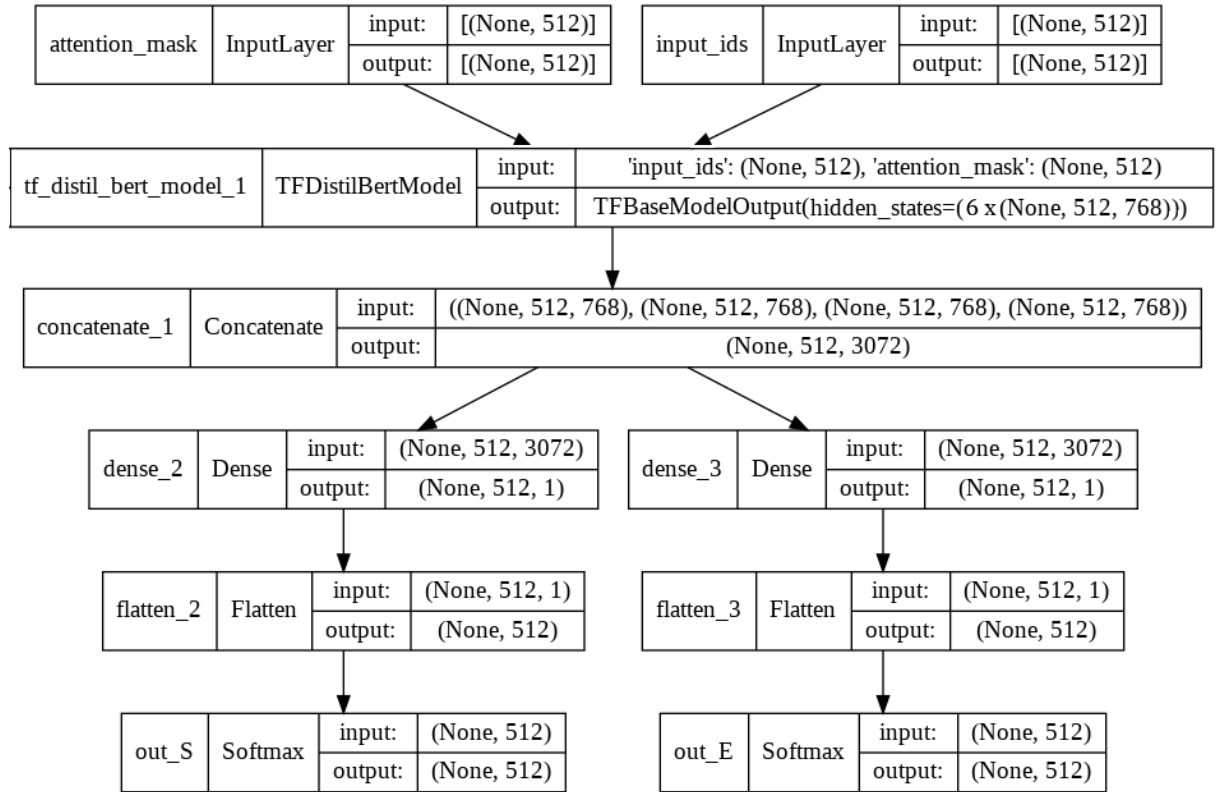 attention_mask InputLayer input: [(None, 512)]
output: [(None, 512)]
input_ids InputLayer input: [(None, 512)]
output: [(None, 512)]
tf_distil_bert_model_1 TFDistilBertModel input: 'input_ids': (None, 512), 'attention_mask': (None, 512)
output: TFBaseModelOutput(hidden_states=(6 x (None, 512, 768)))
concatenate_1 Concatenate input: ((None, 512, 768), (None, 512, 768), (None, 512, 768), (None, 512, 768))
output: (None, 512, 3072)
dense_2 Dense input: (None, 512, 3072)
output: (None, 512, 1)
dense_3 Dense input: (None, 512, 3072)
output: (None, 512, 1)
flatten_2 Flatten input: (None, 512, 1)
output: (None, 512)
flatten_3 Flatten input: (None, 512, 1)
output: (None, 512)
out_S Softmax input: (None, 512)
output: (None, 512)
out_E Softmax input: (None, 512)
output: (None, 512)